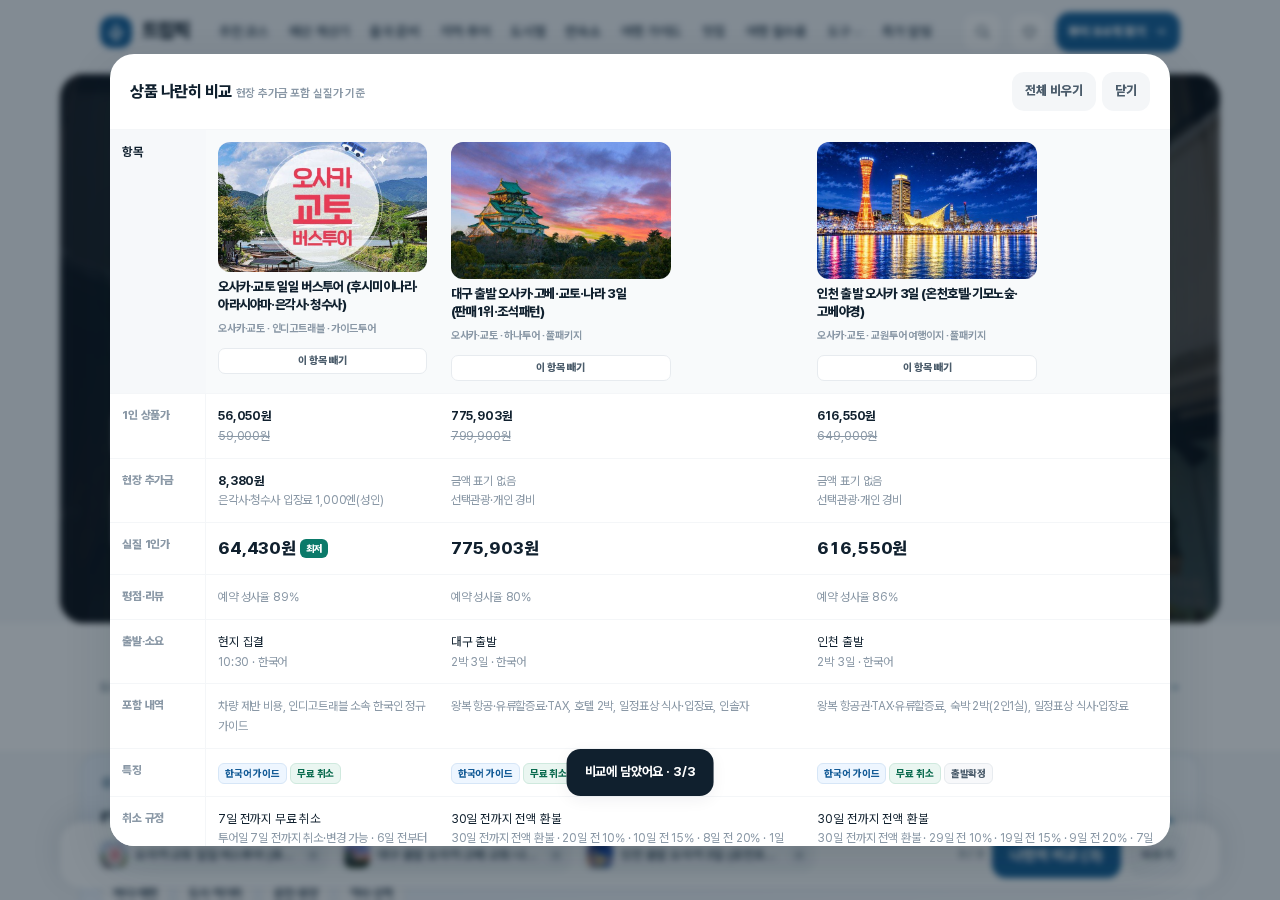 상품 나란히 비교 현장 추가금 포함 실질가 기준
전체 비우기
닫기
항목
오사카
교토
버스투어
오사카·교토 일일 버스투어 (후시미이나리·
아라시야마·은각사·청수사)
오사카·교토 · 인디고트래블 · 가이드투어
이 항목 빼기
대구 출발 오사카·고베·교토·나라 3일
(판매1위·조석패턴)
오사카·교토 · 하나투어 · 풀패키지
이 항목 빼기
인천 출발 오사카 3일 (온천호텔·기모노숲·
고베야경)
오사카·교토 · 교원투어 여행이지 · 풀패키지
이 항목 빼기
1인 상품가
56,050원
59,000원
775,903원
799,900원
616,550원
649,000원
현장 추가금
8,380원
은각사·청수사 입장료 1,000엔(성인)
금액 표기 없음
선택관광·개인 경비
금액 표기 없음
선택관광·개인 경비
실질 1인가
64,430원 최저
775,903원
616,550원
평점·리뷰
예약 성사율 89%
예약 성사율 80%
예약 성사율 86%
출발·소요
현지 집결
10:30 · 한국어
대구 출발
2박 3일 · 한국어
인천 출발
2박 3일 · 한국어
포함 내역
차량 제반 비용, 인디고트래블 소속 한국인 정규
가이드
왕복 항공·유류할증료·TAX, 호텔 2박, 일정표상 식사·입장료, 인솔자
왕복 항공권·TAX·유류할증료, 숙박 2박(2인1실), 일정표상 식사·입장료
특징
한국어 가이드 무료 취소
한국어 가이드 무료 취소
한국어 가이드 무료 취소 출발확정
비교에 담았어요 · 3/3
취소 규정
7일 전까지 무료 취소
투어일 7일 전까지 취소·변경 가능 · 6일 전부터
30일 전까지 전액 환불
30일 전까지 전액 환불 · 20일 전 10% · 10일 전 15% · 8일 전 20% · 1일
30일 전까지 전액 환불
30일 전까지 전액 환불 · 29일 전 10% · 19일 전 15% · 9일 전 20% · 7일